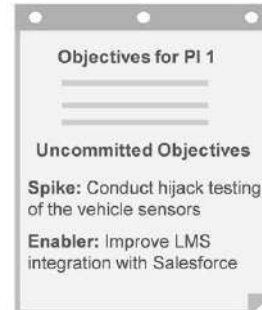 Objectives for PI 1
Uncommitted Objectives
Spike: Conduct hijack testing
of the vehicle sensors
Enabler: Improve LMS
integration with Salesforce